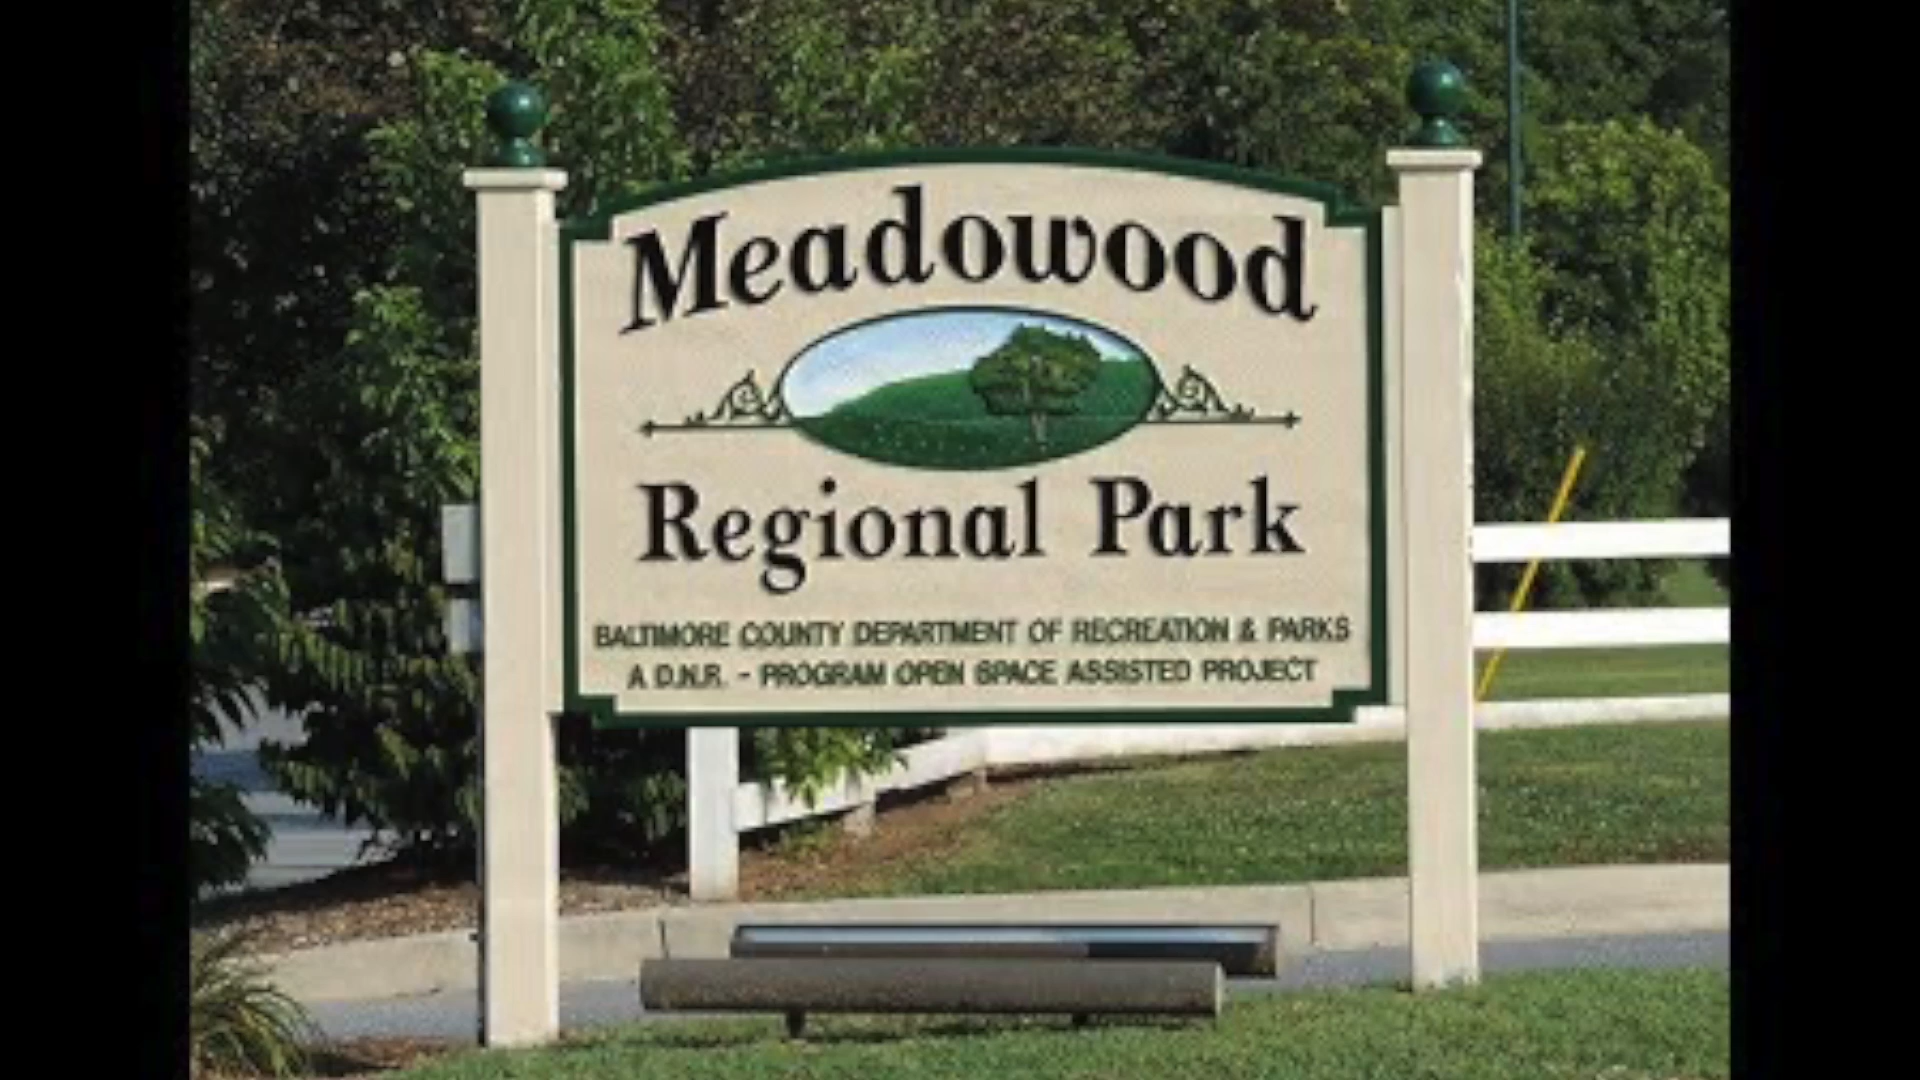 Meadowood
Regional Park
BALTIMORE COUNTY DEPARTMENT OF RECREATION & PARKS
A D.N.R. - PROGRAM OPEN SPACE ASSISTED PROJECT